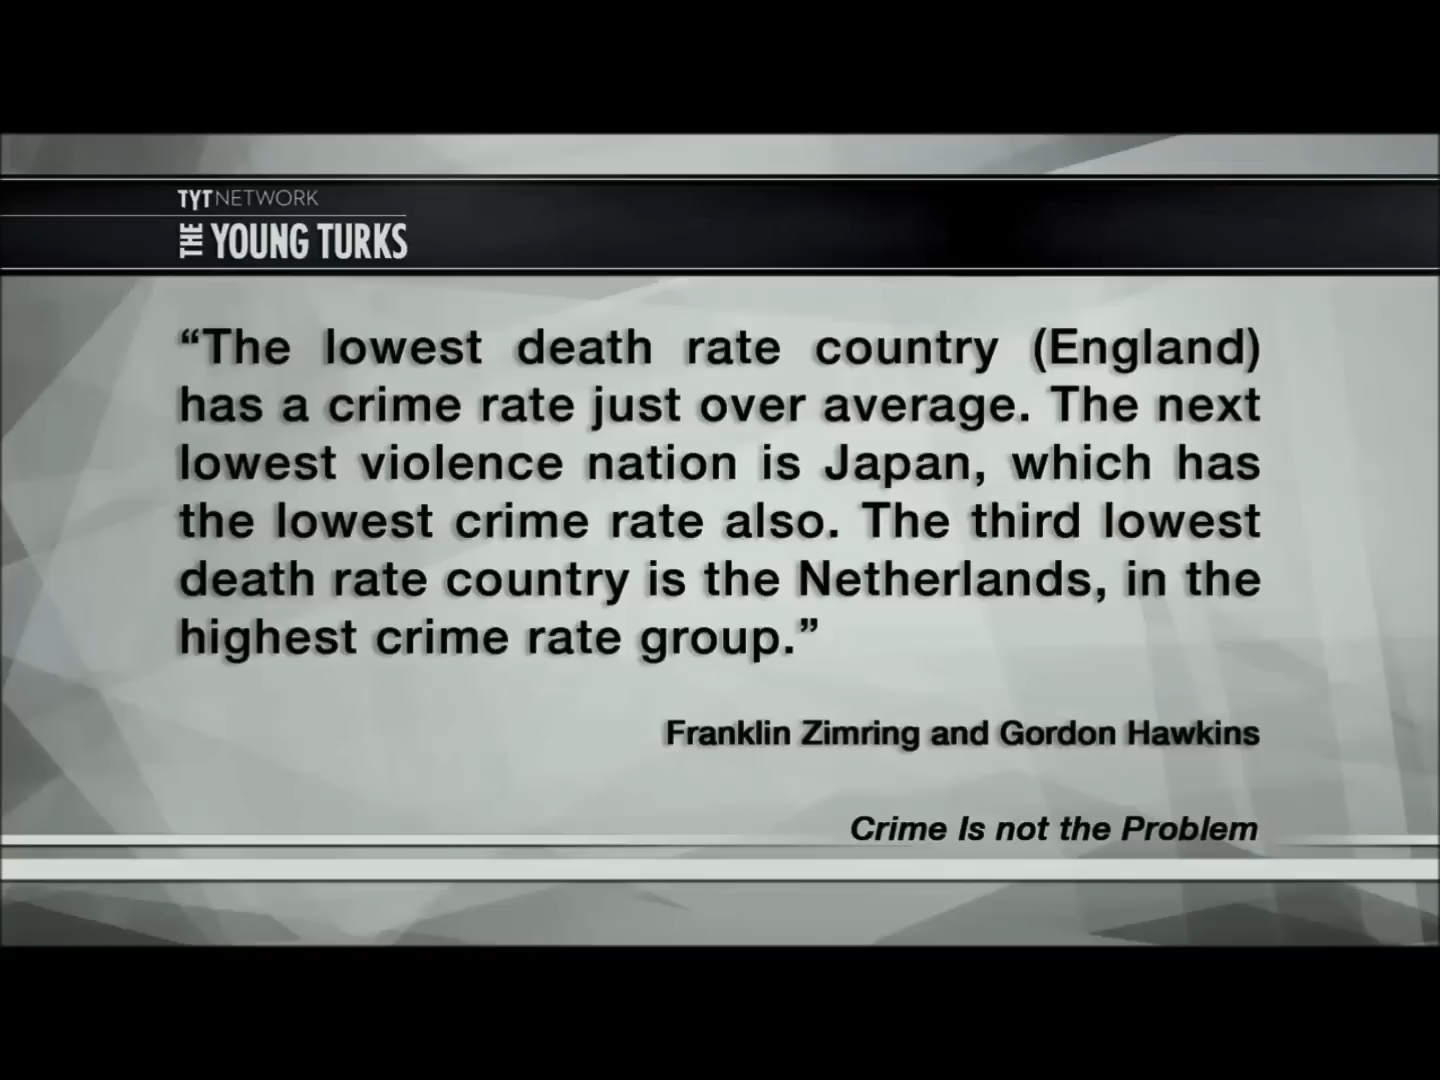 TYT NETWORK
THE YOUNG TURKS
“The lowest death rate country (England)
has a crime rate just over average. The next
lowest violence nation is Japan, which has
the lowest crime rate also. The third lowest
death rate country is the Netherlands, in the
highest crime rate group.”
Franklin Zimring and Gordon Hawkins
Crime Is not the Problem